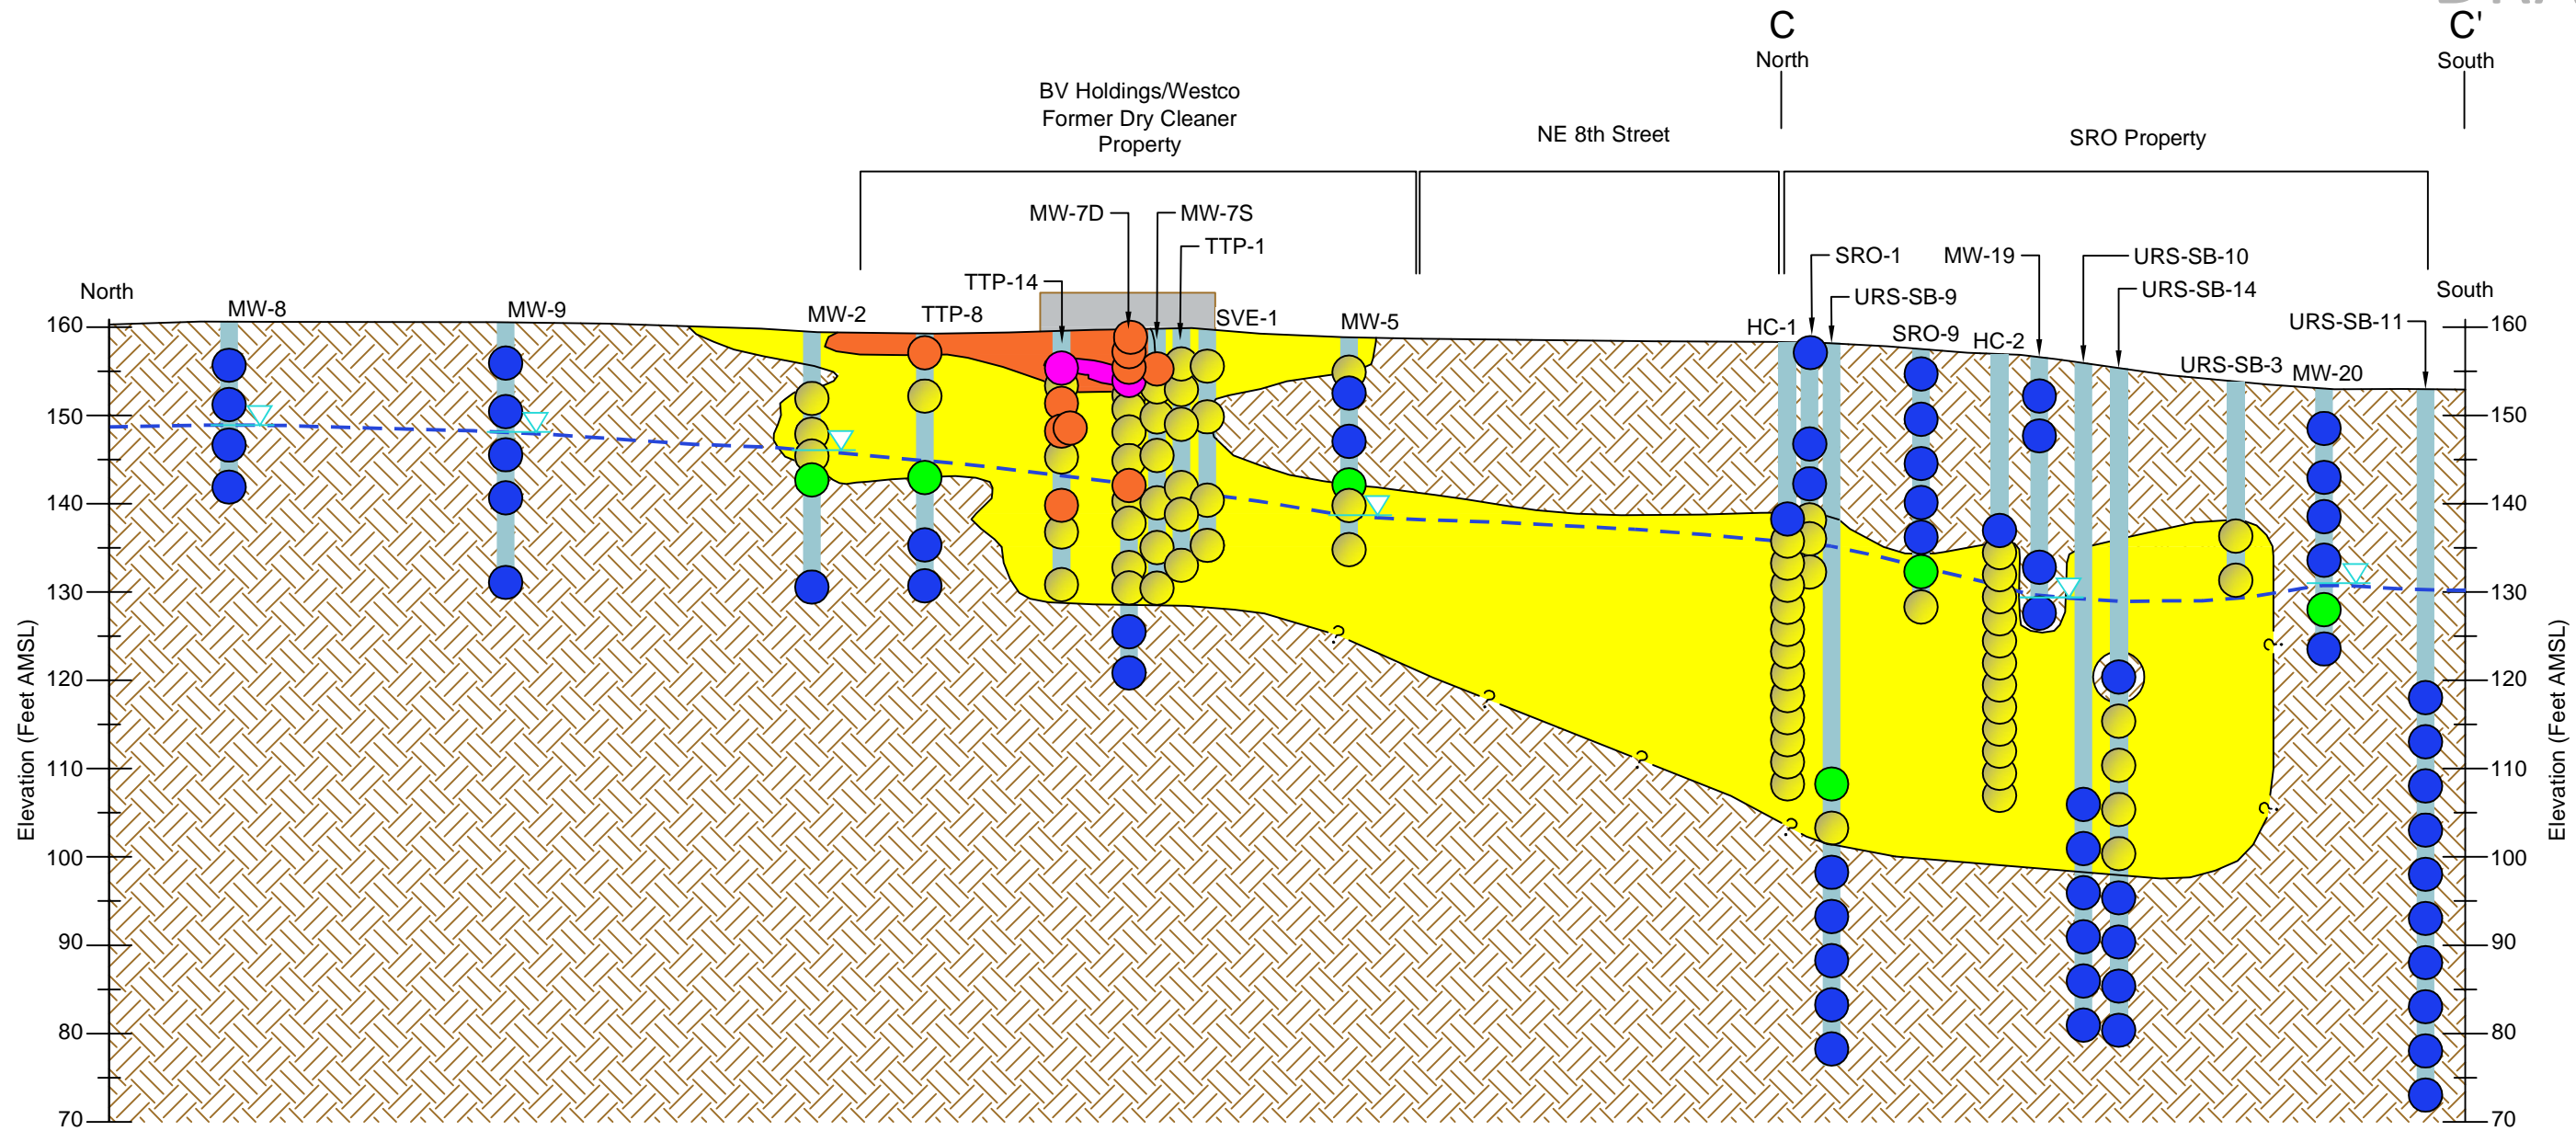 C
C'
North
South
BV Holdings/Westco
Former Dry Cleaner
Property
NE 8th Street
SRO Property
MW-7D
MW-7S
TTP-1
TTP-14
SRO-1
MW-19
URS-SB-10
URS-SB-9
URS-SB-14
North
South
MW-8
MW-9
MW-2
TTP-8
SVE-1
MW-5
HC-1
SRO-9
HC-2
URS-SB-3
MW-20
URS-SB-11
160
160
150
150
140
140
130
130
?
?
120
120
?
110
110
?
?
?
100
100
90
90
80
80
70
70
Elevation (Feet AMSL)
Elevation (Feet AMSL)